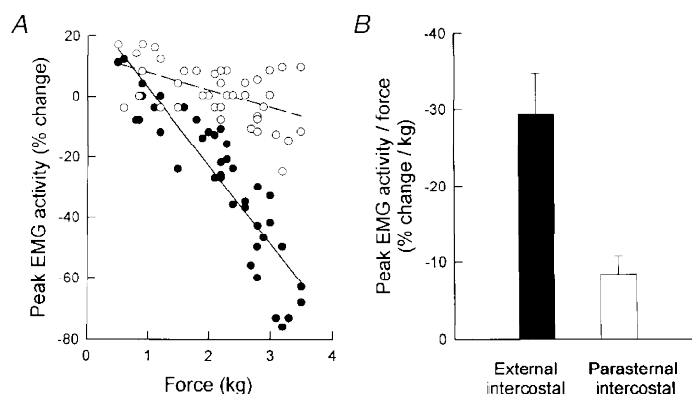 A
Peak EMG activity (% change)
20
0
-20
-40
-60
-80
0
1
2
3
4
Force (kg)
B
Peak EMG activity / force
(% change / kg)
-40
-30
-20
-10
0
External
intercostal
Parasternal
intercostal